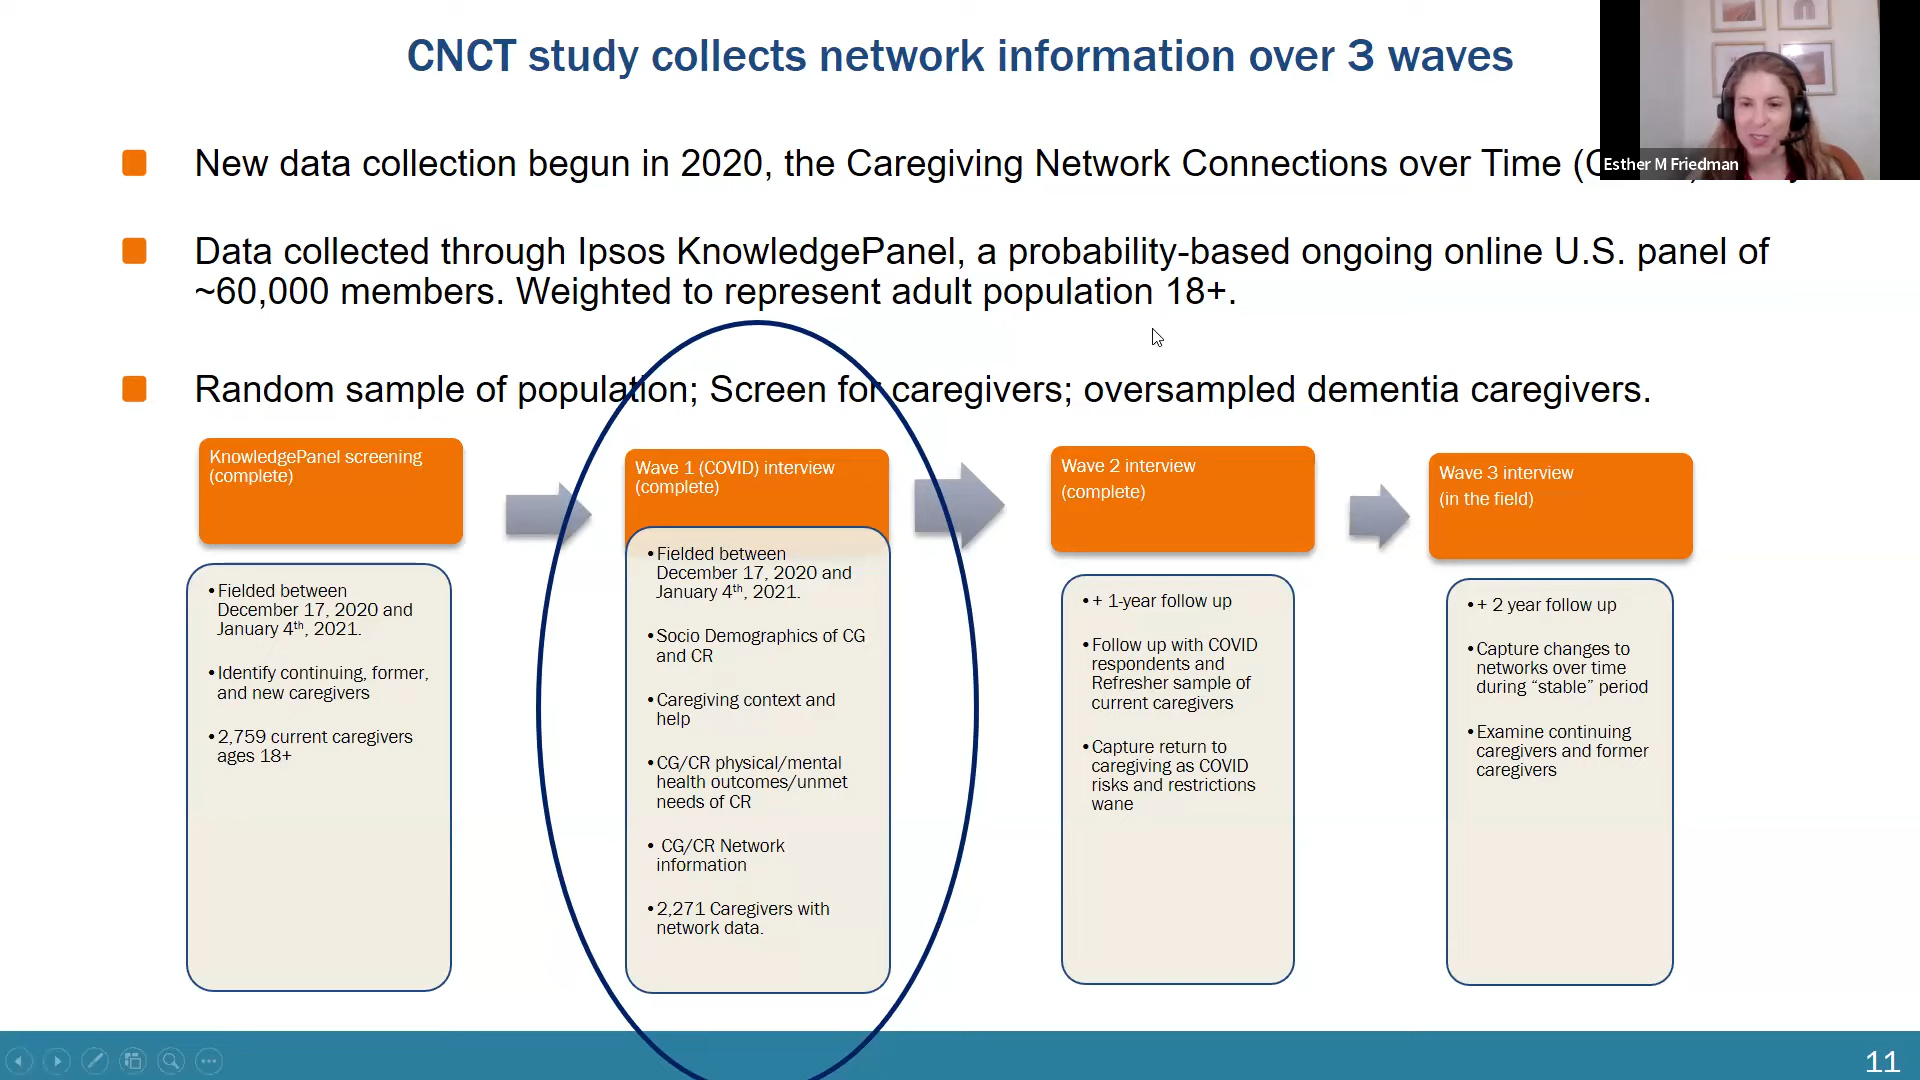 CNCT study collects network information over 3 waves
New data collection begun in 2020, the Caregiving Network Connections over Time
Esther M Friedman
Data collected through Ipsos KnowledgePanel, a probability-based ongoing online U.S. panel of
~60,000 members. Weighted to represent adult population 18+.
Random sample of population; Screen for caregivers; oversampled dementia caregivers.
KnowledgePanel screening
(complete)
•Fielded between
December 17, 2020 and
January 4th, 2021.
•Identify continuing, former,
and new caregivers
•2,759 current caregivers
ages 18+
Wave 1 (COVID) interview
(complete)
•Fielded between
December 17, 2020 and
January 4th, 2021.
•Socio Demographics of CG
and CR
•Caregiving context and
help
•CG/CR physical/mental
health outcomes/unmet
needs of CR
• CG/CR Network
information
•2,271 Caregivers with
network data.
Wave 2 interview
(complete)
•+ 1-year follow up
•Follow up with COVID
respondents and
Refresher sample of
current caregivers
•Capture return to
caregiving as COVID
risks and restrictions
wane
Wave 3 interview
(in the field)
•+ 2 year follow up
•Capture changes to
networks over time
during “stable” period
•Examine continuing
caregivers and former
caregivers
11